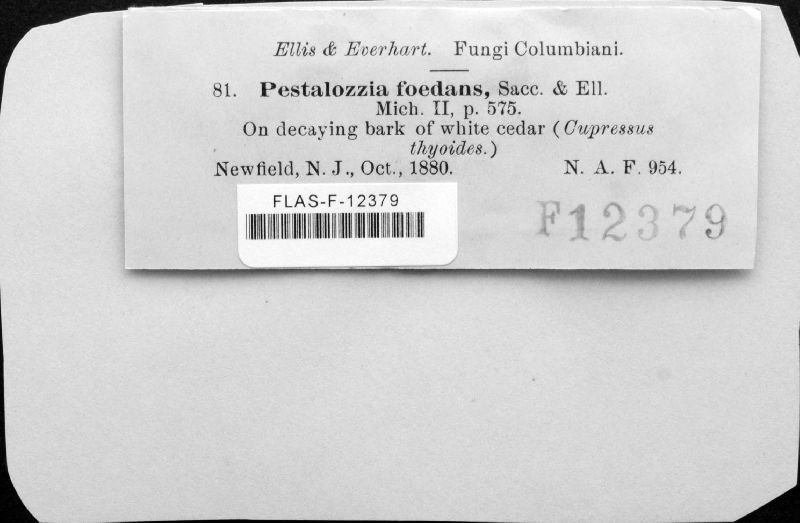 Ellis & Everhart. Fungi Columbiani.
81. Pestalozzia foedans, Sacc. & Ell.
Mich. II, p. 575.
On decaying bark of white cedar (Cupressus
thyoides.)
Newfield, N. J., Oct., 1880. N. A. F. 954.
FLAS-F-12379
F12379